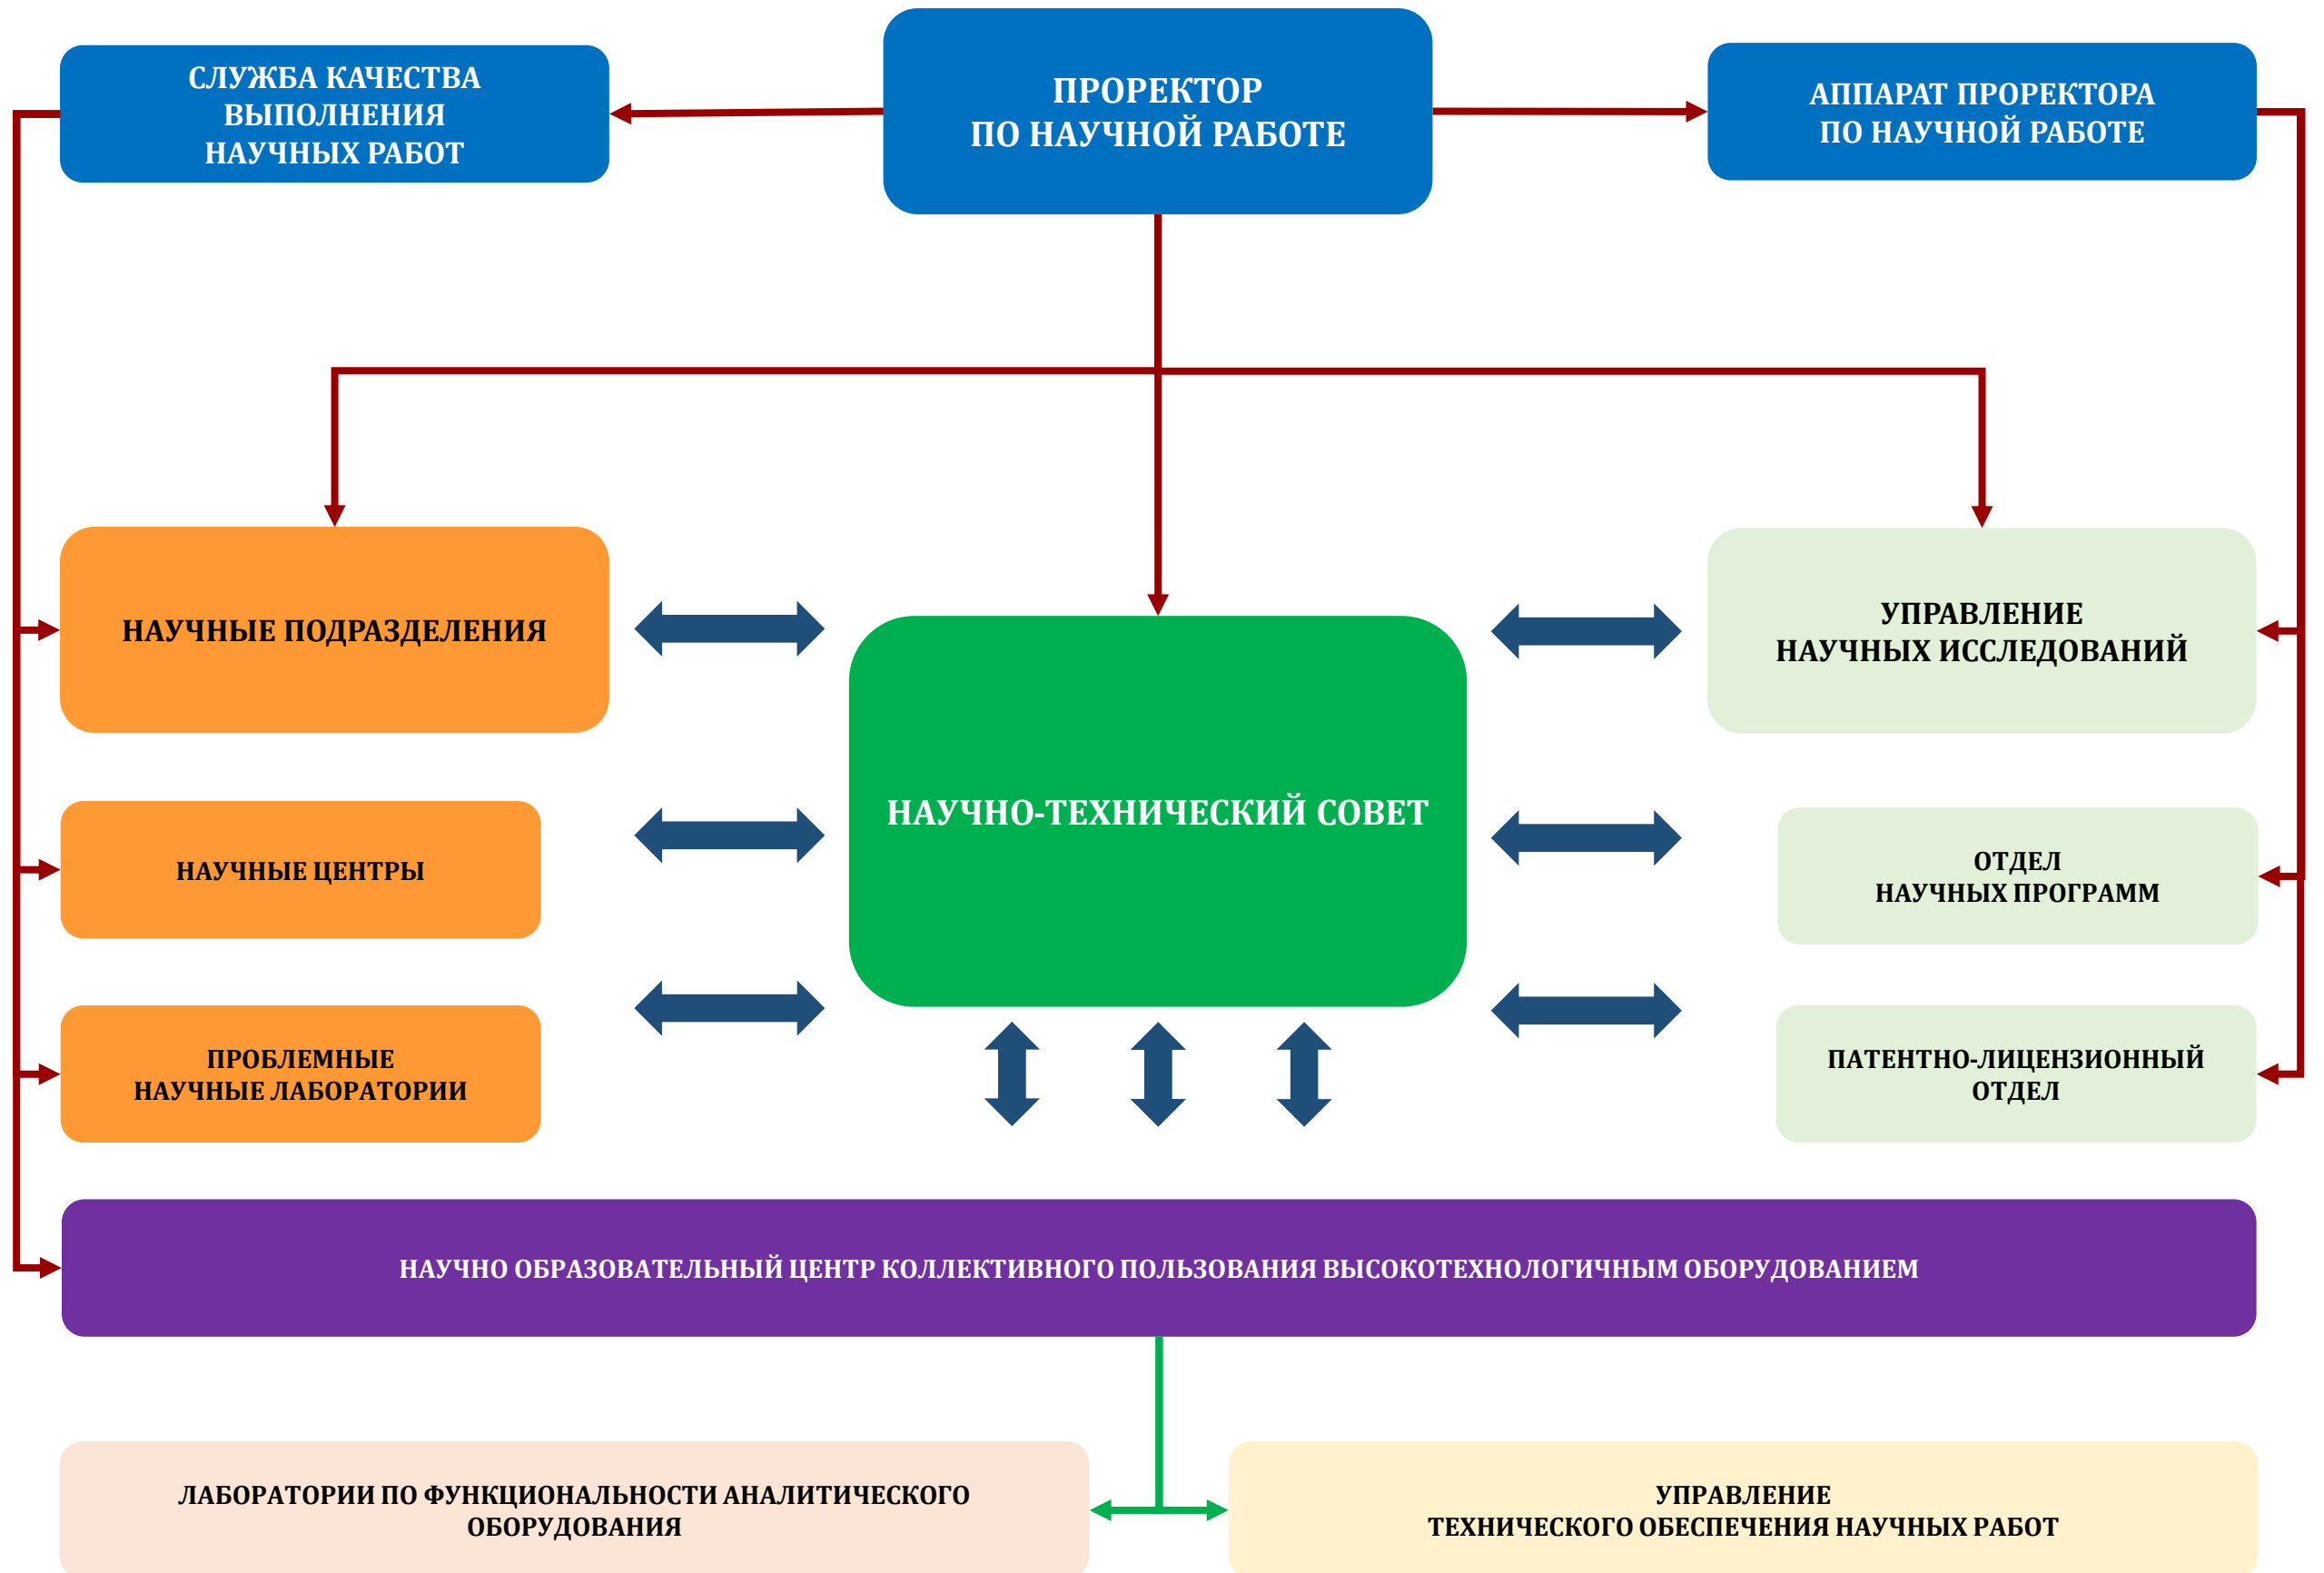 СЛУЖБА КАЧЕСТВА
ВЫПОЛНЕНИЯ
НАУЧНЫХ РАБОТ
ПРОРЕКТОР
ПО НАУЧНОЙ РАБОТЕ
АППАРАТ ПРОРЕКТОРА
ПО НАУЧНОЙ РАБОТЕ
НАУЧНЫЕ ПОДРАЗДЕЛЕНИЯ
УПРАВЛЕНИЕ
НАУЧНЫХ ИССЛЕДОВАНИЙ
НАУЧНО-ТЕХНИЧЕСКИЙ СОВЕТ
НАУЧНЫЕ ЦЕНТРЫ
ОТДЕЛ
НАУЧНЫХ ПРОГРАММ
ПРОБЛЕМНЫЕ
НАУЧНЫЕ ЛАБОРАТОРИИ
ПАТЕНТНО-ЛИЦЕНЗИОННЫЙ
ОТДЕЛ
НАУЧНО ОБРАЗОВАТЕЛЬНЫЙ ЦЕНТР КОЛЛЕКТИВНОГО ПОЛЬЗОВАНИЯ ВЫСОКОТЕХНОЛОГИЧНЫМ ОБОРУДОВАНИЕМ
ЛАБОРАТОРИИ ПО ФУНКЦИОНАЛЬНОСТИ АНАЛИТИЧЕСКОГО
ОБОРУДОВАНИЯ
УПРАВЛЕНИЕ
ТЕХНИЧЕСКОГО ОБЕСПЕЧЕНИЯ НАУЧНЫХ РАБОТ